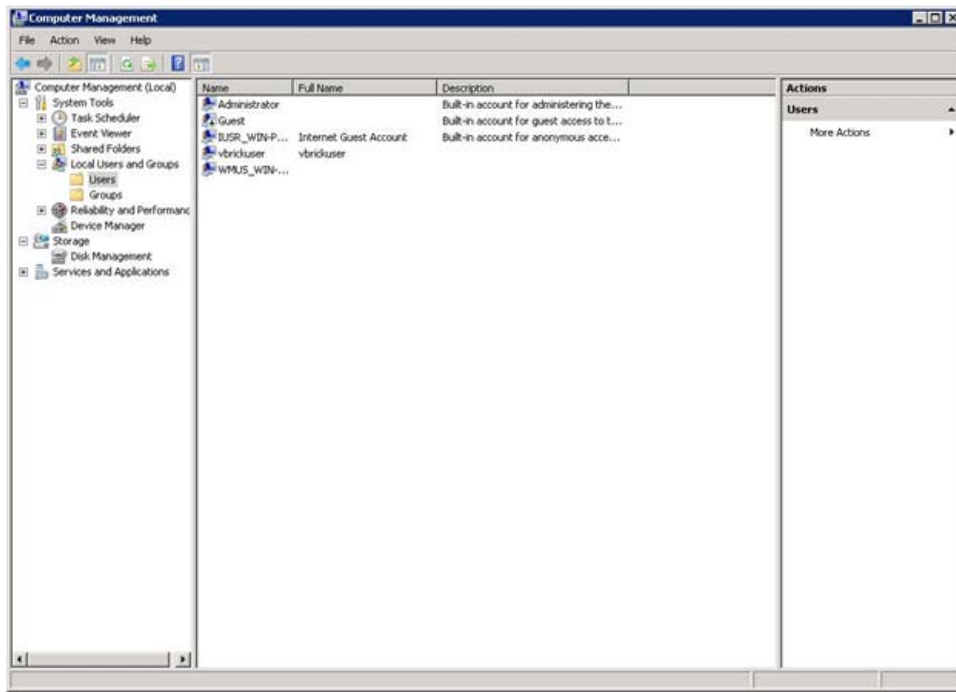 Computer Management
File Action View Help
Computer Management (Local)
System Tools
Task Scheduler
Event Viewer
Shared Folders
Local Users and Groups
Users
Groups
Reliability and Performanc
Device Manager
Storage
Disk Management
Services and Applications
Name Full Name Description
Administrator Built-in account for administering the...
Guest Built-in account for guest access to t...
IUSR_WIN-P... Internet Guest Account Built-in account for anonymous acce...
vbrickuser vbrickuser
WMUS_WIN-...
Actions
Users
More Actions